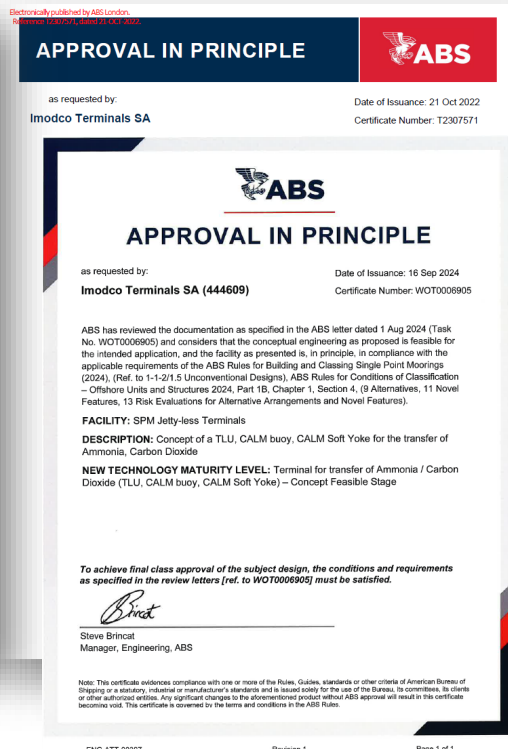 Electronically published by ABS London.
Reference T2307571, dated 21-OCT-2022.
APPROVAL IN PRINCIPLE
ABS
as requested by:
Imodco Terminals SA
Date of Issuance: 21 Oct 2022
Certificate Number: T2307571
ABS
APPROVAL IN PRINCIPLE
as requested by:
Imodco Terminals SA (444609)
Date of Issuance: 16 Sep 2024
Certificate Number: WOT0006905
ABS has reviewed the documentation as specified in the ABS letter dated 1 Aug 2024 (Task
No. WOT0006905) and considers that the conceptual engineering as proposed is feasible for
the intended application, and the facility as presented is, in principle, in compliance with the
applicable requirements of the ABS Rules for Building and Classing Single Point Moorings
(2024), (Ref. to 1-1-2/1.5 Unconventional Designs), ABS Rules for Conditions of Classification
– Offshore Units and Structures 2024, Part 1B, Chapter 1, Section 4, (9 Alternatives, 11 Novel
Features, 13 Risk Evaluations for Alternative Arrangements and Novel Features).
FACILITY: SPM Jetty-less Terminals
DESCRIPTION: Concept of a TLU, CALM buoy, CALM Soft Yoke for the transfer of
Ammonia, Carbon Dioxide
NEW TECHNOLOGY MATURITY LEVEL: Terminal for transfer of Ammonia / Carbon
Dioxide (TLU, CALM buoy, CALM Soft Yoke) – Concept Feasible Stage
To achieve final class approval of the subject design, the conditions and requirements
as specified in the review letters [ref. to WOT0006905] must be satisfied.
Brincat
Steve Brincat
Manager, Engineering, ABS
Note: This certificate evidences compliance with one or more of the Rules, Guides, standards or other criteria of American Bureau of
Shipping or a statutory, industrial or manufacturer's standards and is issued solely for the use of the Bureau, its committees, its clients
or other authorized entities. Any significant changes to the aforementioned product without ABS approval will result in this certificate
becoming void. This certificate is governed by the terms and conditions in the ABS Rules.
Revision 1
Page 1 of 1